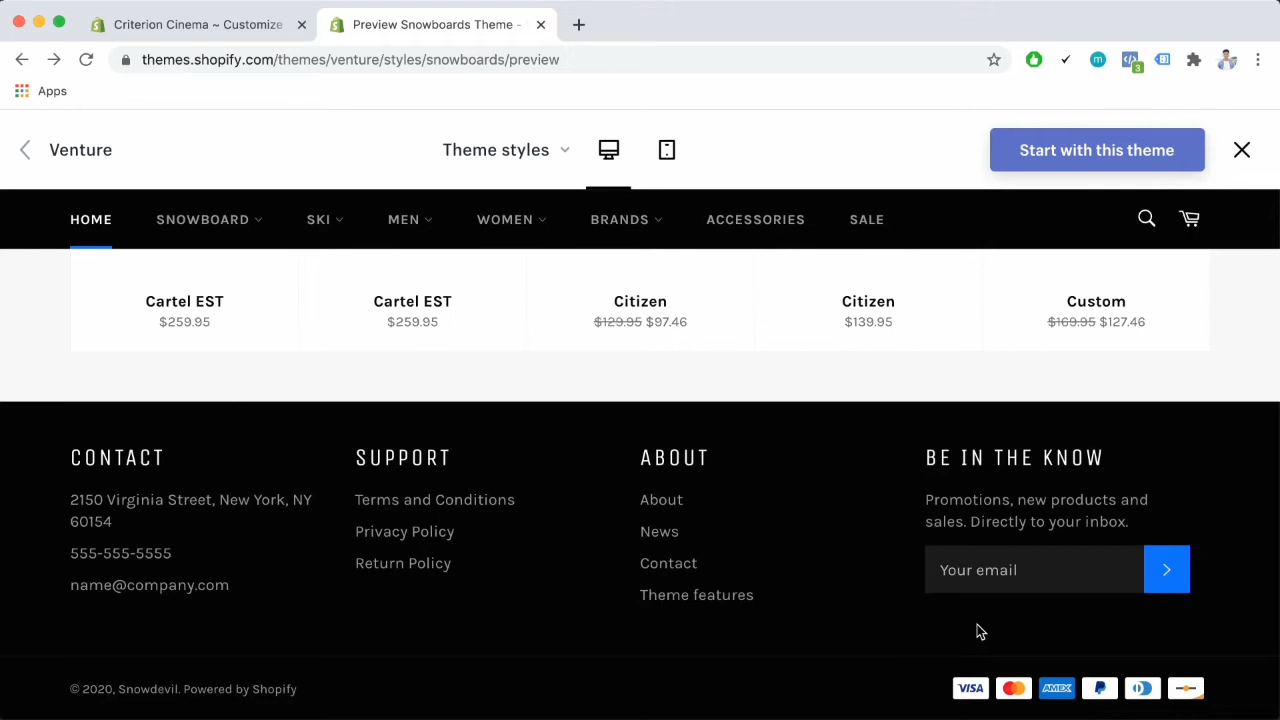 Criterion Cinema ~ Customize
Preview Snowboards Theme -
themes.shopify.com/themes/venture/styles/snowboards/preview
m
3
Apps
Venture
Theme styles
Start with this theme
HOME
SNOWBOARD
SKI
MEN
WOMEN
BRANDS
ACCESSORIES
SALE
Cartel EST
$259.95
Cartel EST
$259.95
Citizen
$129.95 $97.46
Citizen
$139.95
Custom
$169.95 $127.46
CONTACT
2150 Virginia Street, New York, NY
60154
555-555-5555
name@company.com
SUPPORT
Terms and Conditions
Privacy Policy
Return Policy
ABOUT
About
News
Contact
Theme features
BE IN THE KNOW
Promotions, new products and
sales. Directly to your inbox.
Your email
© 2020, Snowdevil. Powered by Shopify
VISA
AMEX